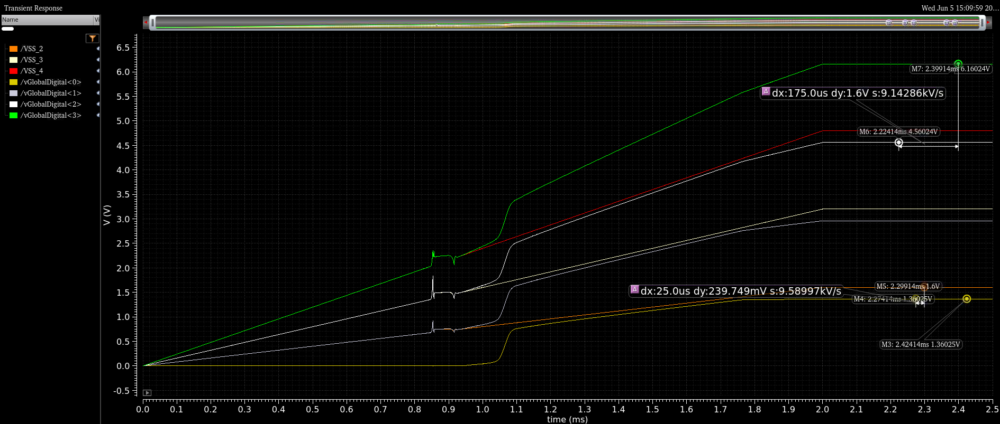 Transient Response
Wed Jun 5 15:09:59 20...
Name
Vi
/VSS_2
/VSS_3
/VSS_4
/vGlobalDigital<0>
/vGlobalDigital<1>
/vGlobalDigital<2>
/vGlobalDigital<3>
m m m m m
V (V)
6.5
6.0
5.5
5.0
4.5
4.0
3.5
3.0
2.5
2.0
1.5
1.0
0.5
0.0
-0.5
M7: 2.39914ms 6.16024V
Δ dx:175.0us dy:1.6V s:9.14286kV/s
M6: 2.22414ms 4.56024V
M5: 2.29914ms 1.6V
Δ dx:25.0us dy:239.749mV s:9.58997kV/s
M4: 2.27414ms 1.36025V
M3: 2.42414ms 1.36025V
0.0 0.1 0.2 0.3 0.4 0.5 0.6 0.7 0.8 0.9 1.0 1.1 1.2 1.3 1.4 1.5 1.6 1.7 1.8 1.9 2.0 2.1 2.2 2.3 2.4 2.5
time (ms)